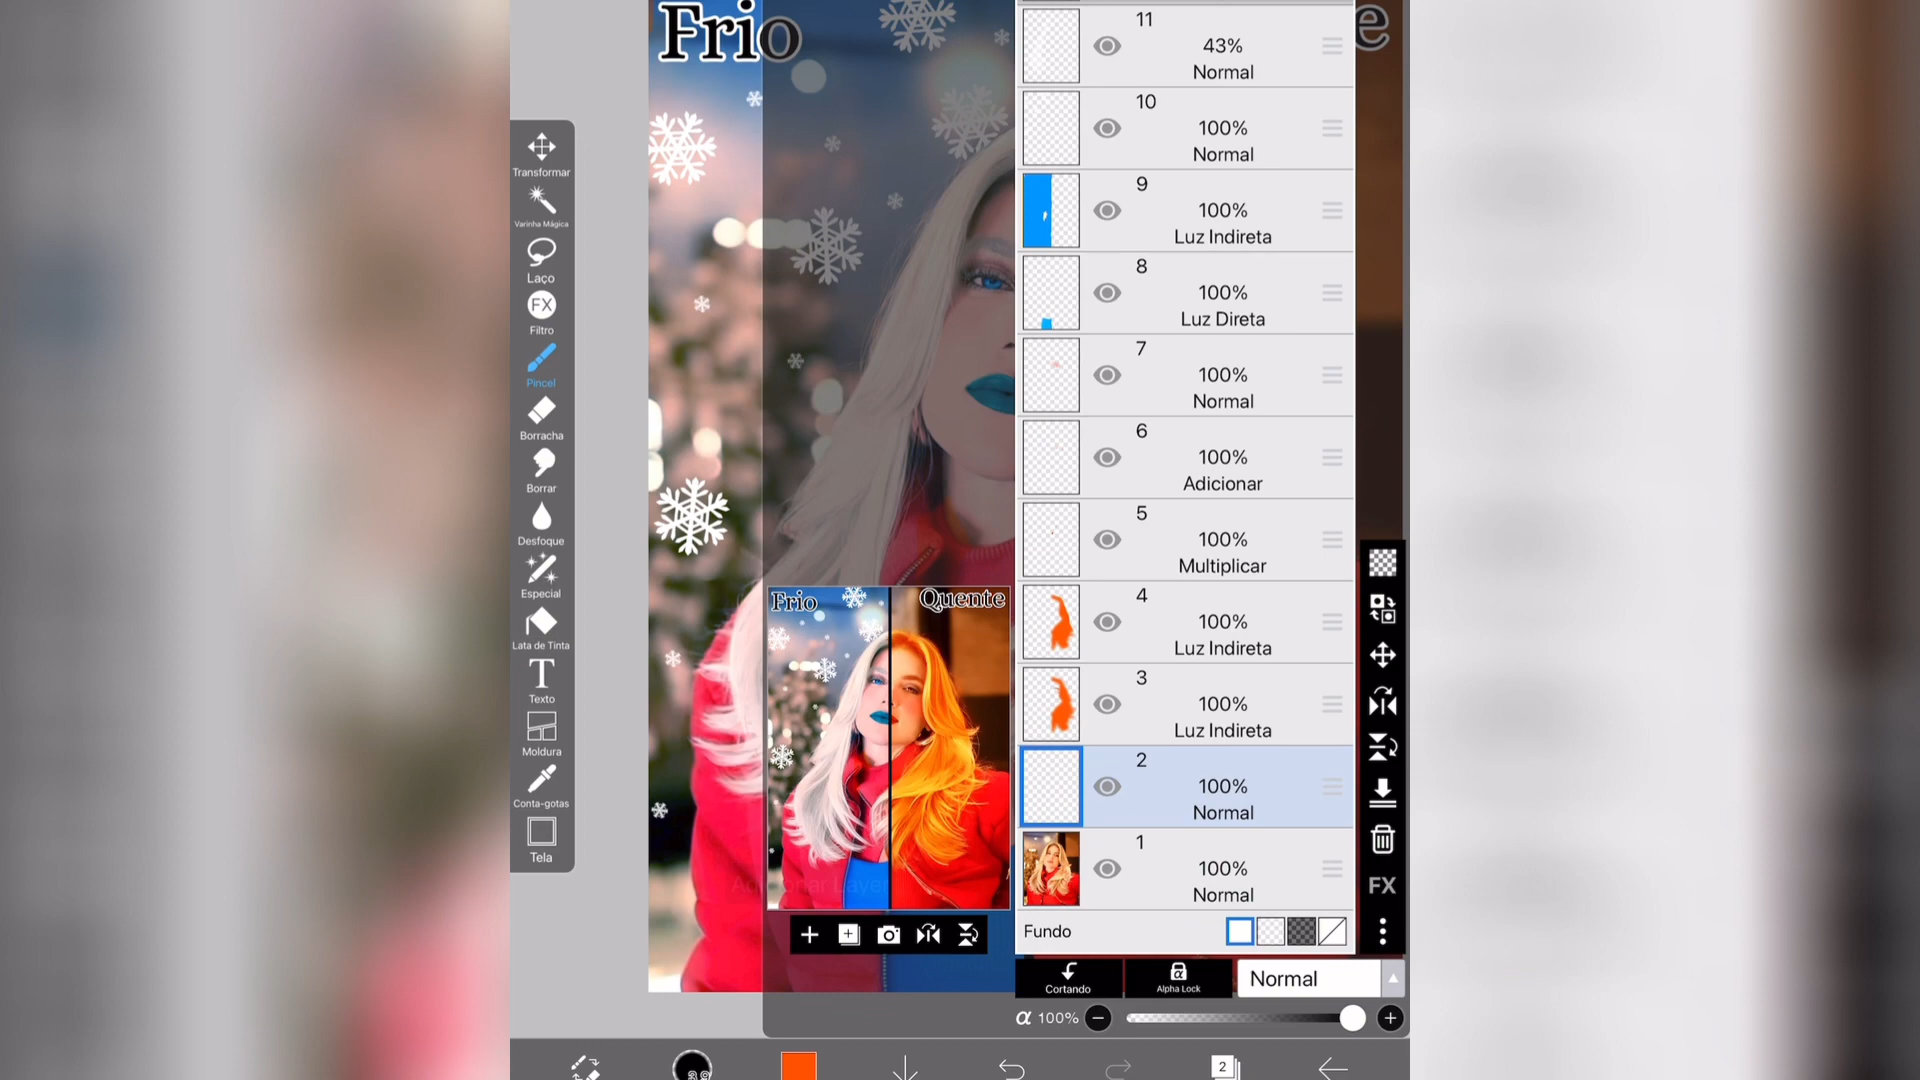 Frio
e
11
43%
Normal
10
100%
Normal
9
100%
Luz Indireta
8
100%
Luz Direta
7
100%
Normal
6
100%
Adicionar
5
100%
Multiplicar
4
100%
Luz Indireta
3
100%
Luz Indireta
2
100%
Normal
1
100%
Normal
Fundo
Transformar
Varinha Mágica
Laço
FX
Filtro
Pincel
Borracha
Borrar
Desfoque
Especial
Lata de Tinta
T
Texto
Moldura
Conta-gotas
Tela
Frio
Quente
Adicionar Layer
FX
Cortando
α
Alpha Lock
Normal
α 100%
2